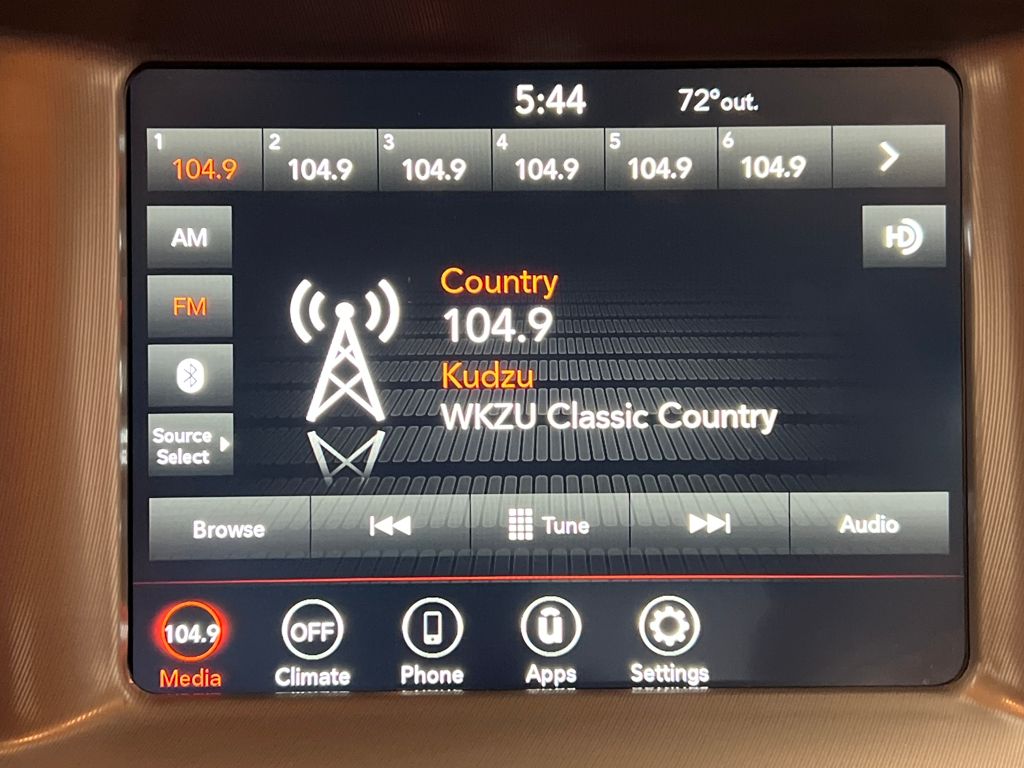 5:44 72°out.
1 2 3 4 5 6
104.9 104.9 104.9 104.9 104.9 104.9
AM
HD
FM
Country
104.9
Kudzu
WKZU Classic Country
Source
Select
Browse Tune Audio
104.9 OFF ū
Media Climate Phone Apps Settings